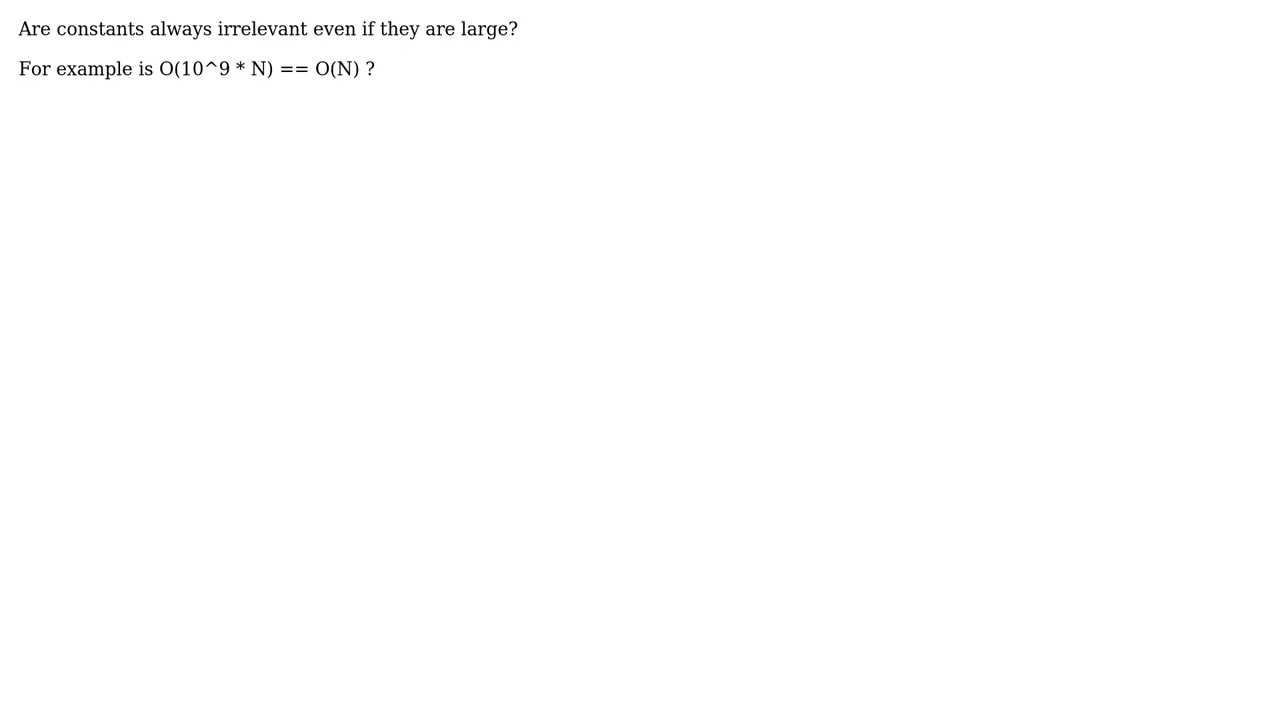 Are constants always irrelevant even if they are large?
For example is O(10^9 * N) == O(N) ?